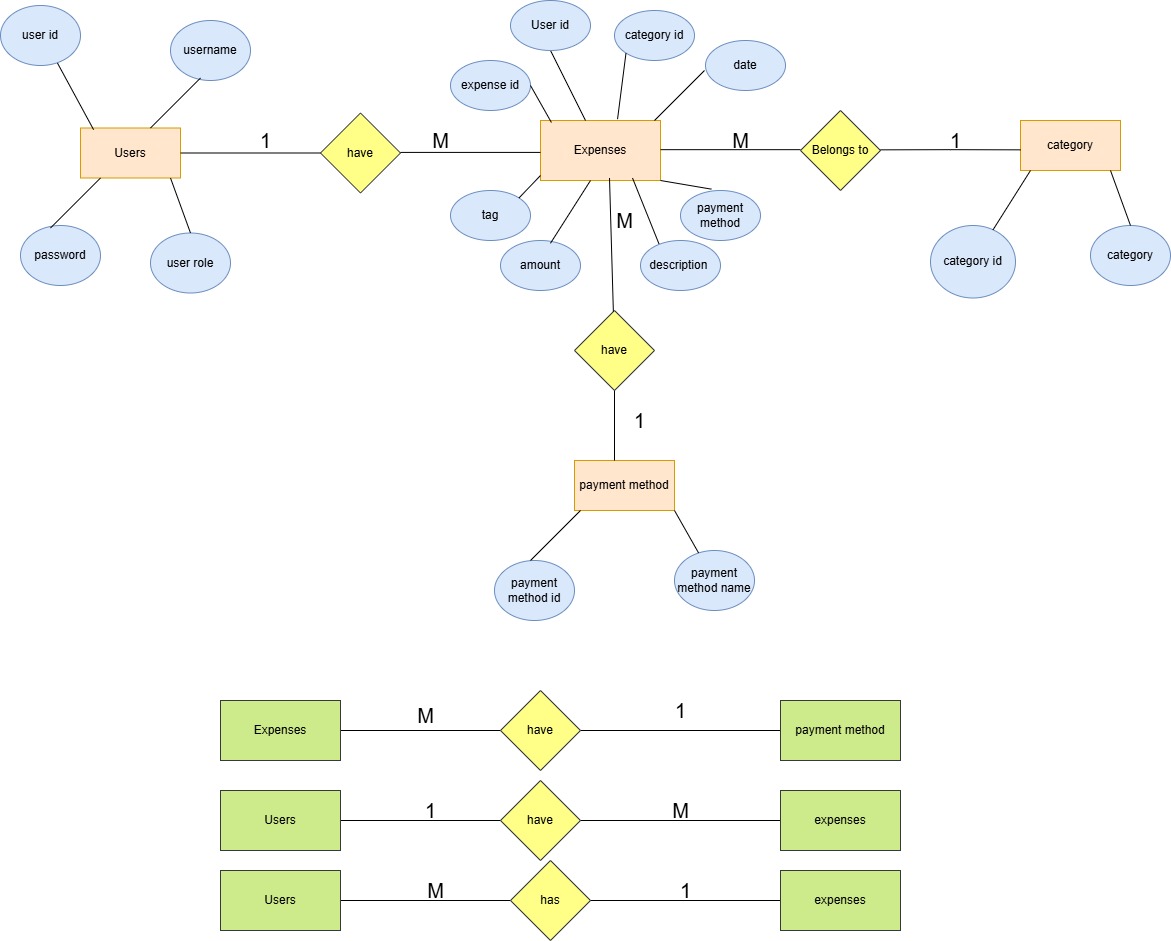 user id
username
User id
category id
date
expense id
Users
1
have
M
Expenses
M
Belongs to
1
category
password
user role
tag
amount
M
description
payment
method
category id
category
have
1
payment method
payment
method id
payment
method name
Expenses
M
have
1
payment method
Users
1
have
M
expenses
Users
M
has
1
expenses